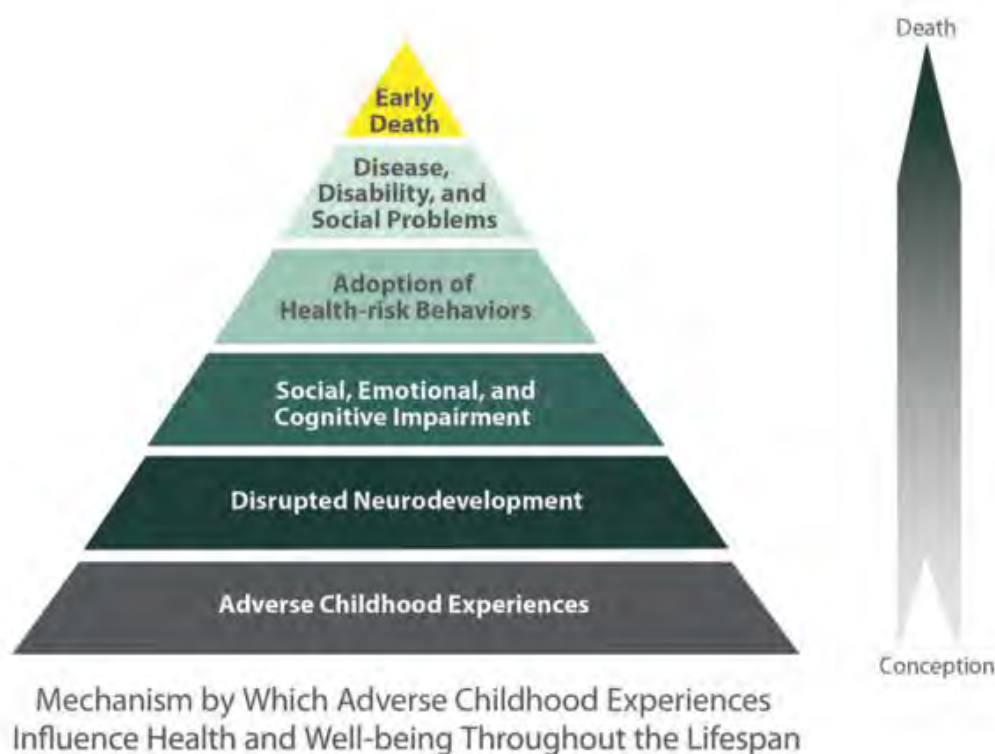 Death
Early
Death
Disease,
Disability, and
Social Problems
Adoption of
Health-risk Behaviors
Social, Emotional, and
Cognitive Impairment
Disrupted Neurodevelopment
Adverse Childhood Experiences
Conception
Mechanism by Which Adverse Childhood Experiences
Influence Health and Well-being Throughout the Lifespan